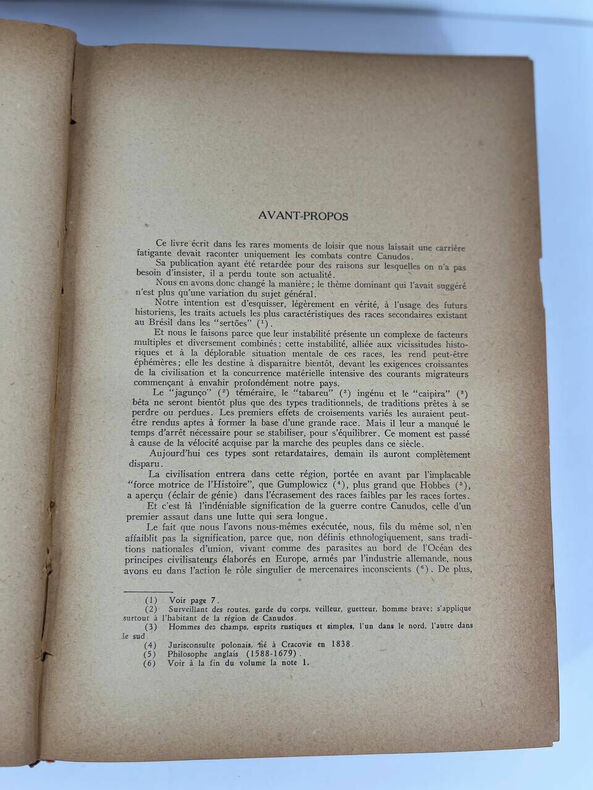 AVANT-PROPOS
Ce livre écrit dans les rares moments de loisir que nous laissait une carrière
fatigante devait raconter uniquement les combats contre Canudos.
Sa publication ayant été retardée pour des raisons sur lesquelles on n'a pas
besoin d'insister, il a perdu toute son actualité.
Nous en avons donc changé la manière; le thème dominant qui l'avait suggéré
n'est plus qu'une variation du sujet général.
Notre intention est d'esquisser, légèrement en vérité, à l'usage des futurs
historiens, les traits actuels les plus caractéristiques des races secondaires existant
au Brésil dans les "sertões" (¹).
Et nous le faisons parce que leur instabilité présente un complexe de facteurs
multiples et diversement combinés: cette instabilité, alliée aux vicissitudes histo-
riques et à la déplorable situation mentale de ces races, les rend peut-être
éphémères; elle les destine à disparaitre bientôt, devant les exigences croissantes
de la civilisation et la concurrence matérielle intensive des courants migrateurs
commençant à envahir profondément notre pays.
Le "jagunço" (²) téméraire, le "tabareu" (³) ingénu et le "caipira" (³)
béta ne seront bientôt plus que des types traditionnels, de traditions prêtes à se
perdre ou perdues. Les premiers effets de croisements variés les auraient peut-
être rendus aptes à former la base d'une grande race. Mais il leur a manqué le
temps d'arrêt nécessaire pour se stabiliser, pour s'équilibrer. Ce moment est passé
à cause de la vélocité acquise par la marche des peuples dans ce siècle.
Aujourd'hui ces types sont retardataires, demain ils auront complètement
disparu.
La civilisation entrera dans cette région, portée en avant par l'implacable
"force motrice de l'Histoire", que Gumplowicz (⁴), plus grand que Hobbes (⁵),
a aperçu (éclair de génie) dans l'écrasement des races faibles par les races fortes.
Et c'est là l'indéniable signification de la guerre contre Canudos, celle d'un
premier assaut dans une lutte qui sera longue.
Le fait que nous l'avons nous-mêmes exécutée, nous, fils du même sol, n'en
affaiblit pas la signification, parce que, non définis ethnologiquement, sans tradi-
tions nationales d'union, vivant comme des parasites au bord de l'Océan des
principes civilisateurs élaborés en Europe, armés par l'industrie allemande, nous
avons eu dans l'action le rôle singulier de mercenaires inconscients (⁶). De plus,
(1) Voir page 7.
(2) Surveillant des routes, garde du corps, veilleur, guetteur, homme brave; s'applique
surtout à l'habitant de la région de Canudos.
(3) Hommes des champs, esprits rustiques et simples, l'un dans le nord, l'autre dans
le sud
(4) Jurisconsulte polonais, né à Cracovie en 1838.
(5) Philosophe anglais (1588-1679).
(6) Voir à la fin du volume la note 1.